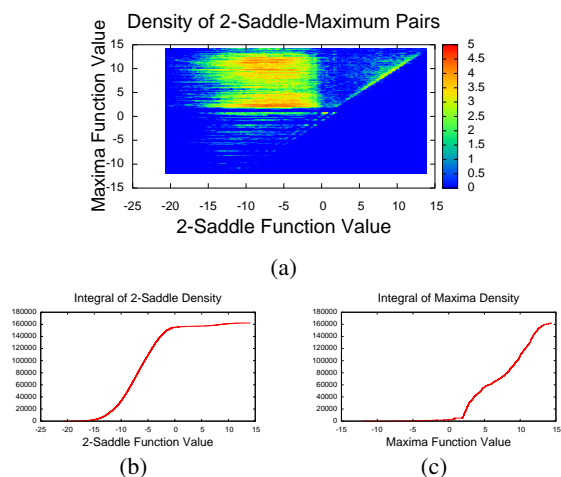 Density of 2-Saddle-Maximum Pairs
Maxima Function Value
15
10
5
0
-5
-10
-15
-25 -20 -15 -10 -5 0 5 10 15
2-Saddle Function Value
5
4.5
4
3.5
3
2.5
2
1.5
1
0.5
0
(a)
Integral of 2-Saddle Density
180000
160000
140000
120000
100000
80000
60000
40000
20000
0
-25 -20 -15 -10 -5 0 5 10 15
2-Saddle Function Value
(b)
Integral of Maxima Density
180000
160000
140000
120000
100000
80000
60000
40000
20000
0
-15 -10 -5 0 5 10 15
Maxima Function Value
(c)